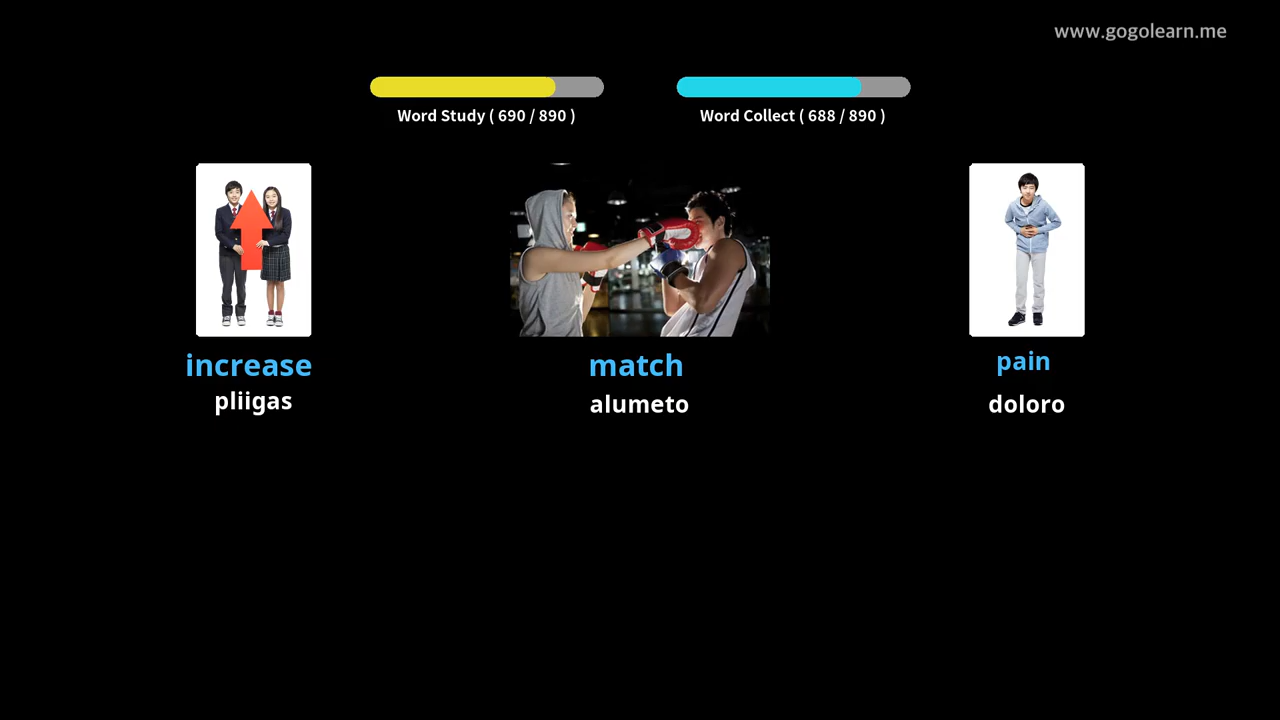 www.gogolearn.me
Word Study ( 690 / 890 )
Word Collect ( 688 / 890 )
increase
pliigas
match
alumeto
pain
doloro